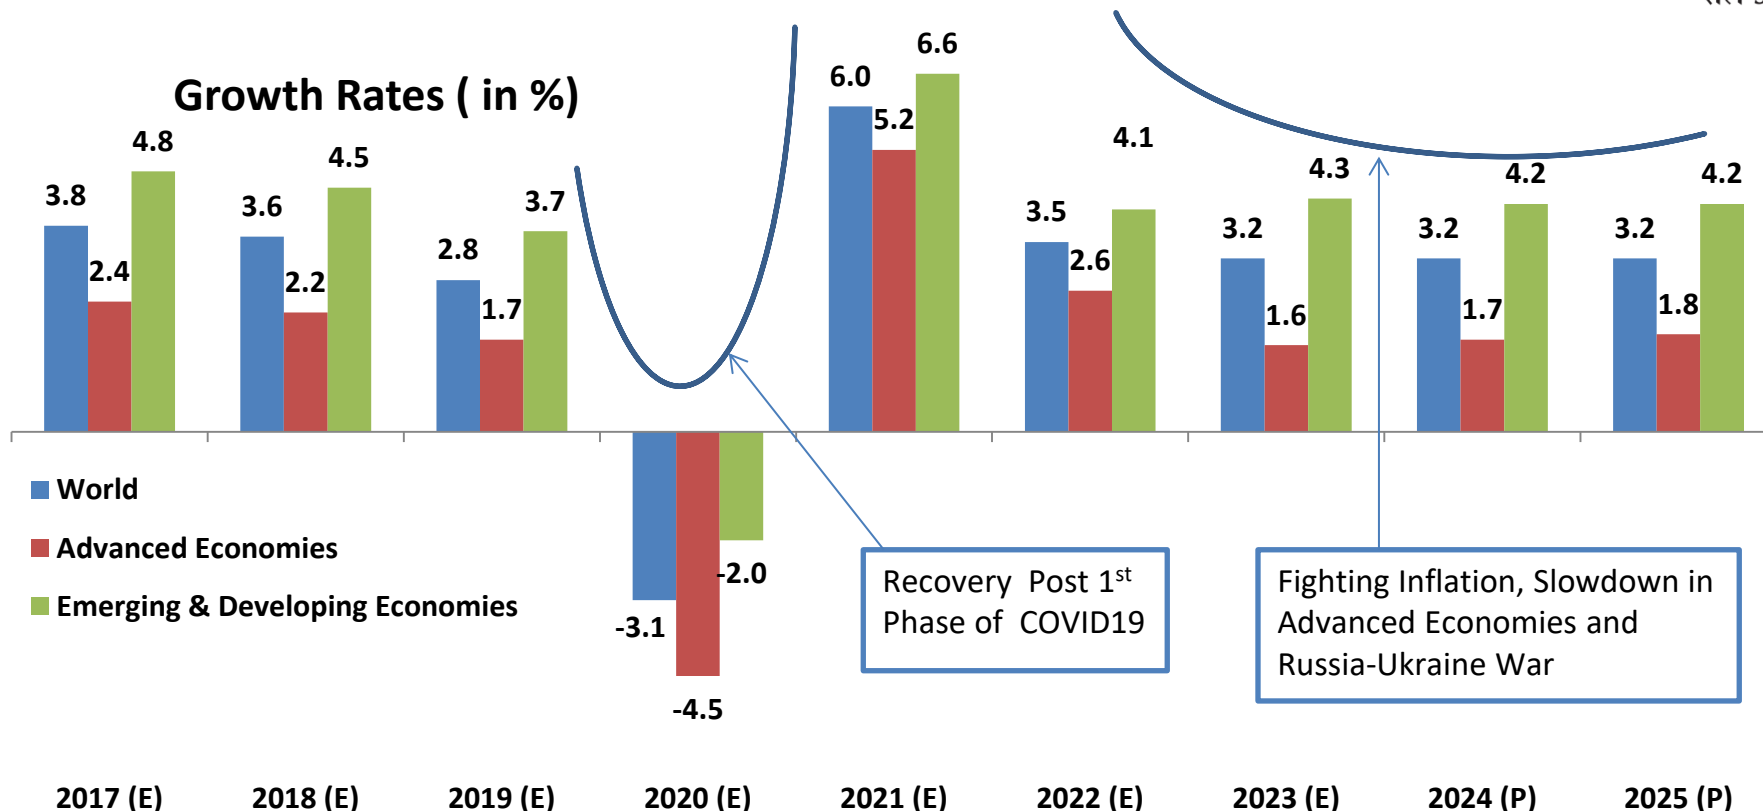 Growth Rates ( in %)
3.8
2.4
4.8
3.6
2.2
4.5
2.8
1.7
3.7
-3.1
-4.5
-2.0
6.0
5.2
6.6
3.5
2.6
4.1
3.2
1.6
4.3
3.2
1.7
4.2
3.2
1.8
4.2
World
Advanced Economies
Emerging & Developing Economies
Recovery Post 1st
Phase of COVID19
Fighting Inflation, Slowdown in
Advanced Economies and
Russia-Ukraine War
2017 (E)
2018 (E)
2019 (E)
2020 (E)
2021 (E)
2022 (E)
2023 (E)
2024 (P)
2025 (P)